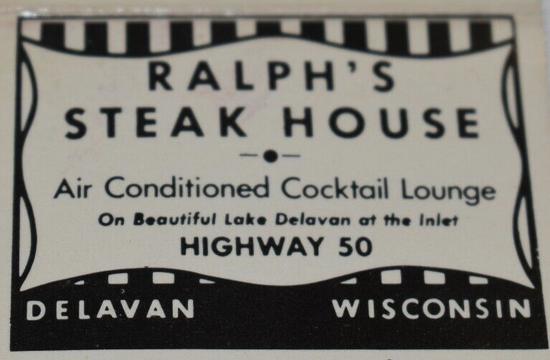 RALPH'S
STEAK HOUSE
Air Conditioned Cocktail Lounge
On Beautiful Lake Delavan at the Inlet
HIGHWAY 50
DELAVAN WISCONSIN